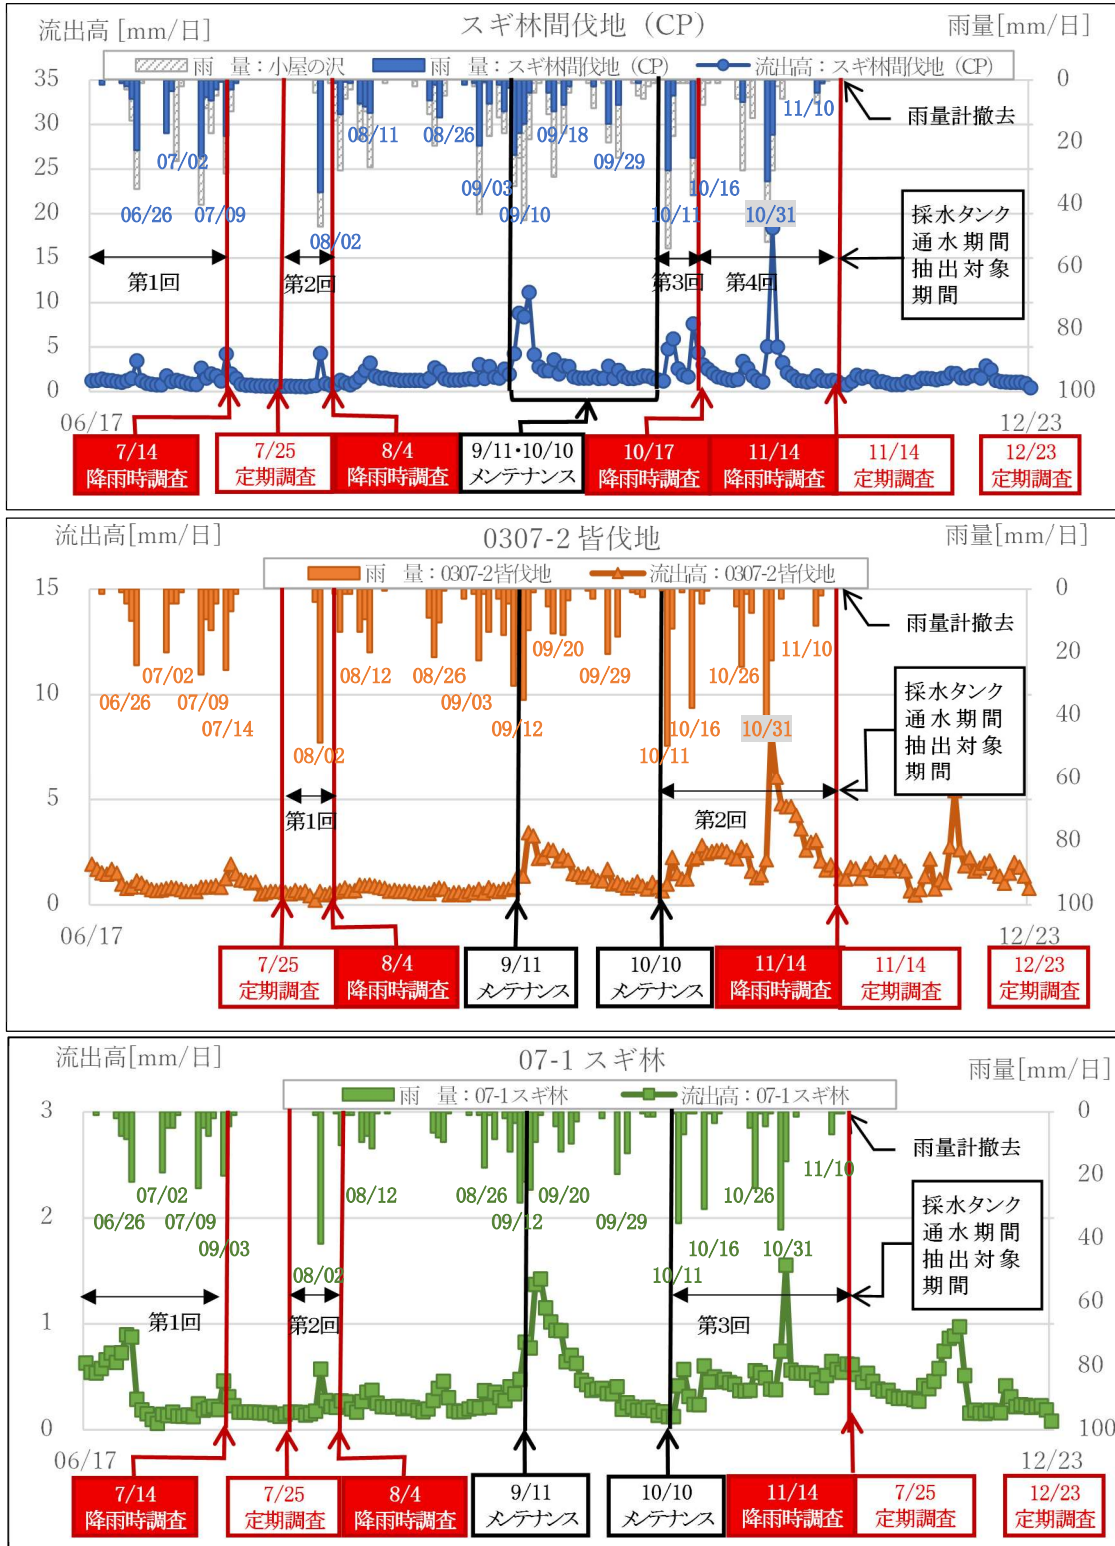 スギ林間伐地（CP）
流出高 [mm/日]
雨量 [mm/日]
雨　量：小屋の沢
雨　量：スギ林間伐地（CP）
流出高：スギ林間伐地（CP）
35
30
25
20
15
10
5
0
0
20
40
60
80
100
06/26
07/02
07/09
08/02
08/11
08/26
09/03
09/10
09/18
09/29
10/11
10/16
10/31
11/10
雨量計撤去
採水タンク
通水期間
抽出対象
期間
第1回
第2回
第3回
第4回
06/17
12/23
7/14
降雨時調査
7/25
定期調査
8/4
降雨時調査
9/11・10/10
メンテナンス
10/17
降雨時調査
11/14
降雨時調査
11/14
定期調査
12/23
定期調査
0307-2 皆伐地
流出高[mm/日]
雨量[mm/日]
雨　量：0307-2皆伐地
流出高：0307-2皆伐地
15
10
5
0
0
20
40
60
80
100
06/26
07/02
07/09
07/14
08/02
08/12
08/26
09/03
09/12
09/20
09/29
10/11
10/16
10/26
10/31
11/10
雨量計撤去
採水タンク
通水期間
抽出対象
期間
第1回
第2回
06/17
12/23
7/25
定期調査
8/4
降雨時調査
9/11
メンテナンス
10/10
メンテナンス
11/14
降雨時調査
11/14
定期調査
12/23
定期調査
07-1 スギ林
流出高[mm/日]
雨量[mm/日]
雨　量：07-1スギ林
流出高：07-1スギ林
3
2
1
0
0
20
40
60
80
100
06/26
07/02
07/09
09/03
08/02
08/12
08/26
09/12
09/20
09/29
10/11
10/16
10/26
10/31
11/10
雨量計撤去
採水タンク
通水期間
抽出対象
期間
第1回
第2回
第3回
06/17
12/23
7/14
降雨時調査
7/25
定期調査
8/4
降雨時調査
9/11
メンテナンス
10/10
メンテナンス
11/14
降雨時調査
7/25
定期調査
12/23
定期調査